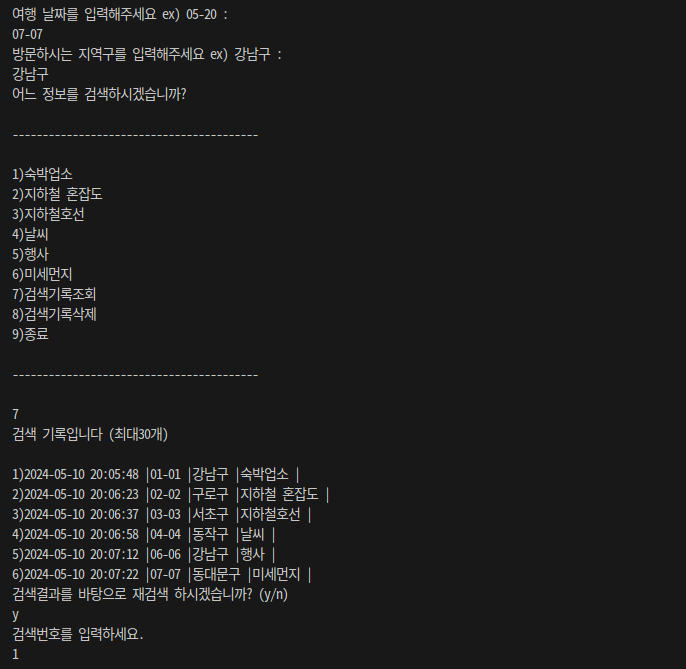 여행 날짜를 입력해주세요 ex) 05-20 :
07-07
방문하시는 지역구를 입력해주세요 ex) 강남구 :
강남구
어느 정보를 검색하시겠습니까?
-----------------------------------------
1)숙박업소
2)지하철 혼잡도
3)지하철호선
4)날씨
5)행사
6)미세먼지
7)검색기록조회
8)검색기록삭제
9)종료
-----------------------------------------
7
검색 기록입니다 (최대30개)
1)2024-05-10 20:05:48 |01-01 |강남구 |숙박업소 |
2)2024-05-10 20:06:23 |02-02 |구로구 |지하철 혼잡도 |
3)2024-05-10 20:06:37 |03-03 |서초구 |지하철호선 |
4)2024-05-10 20:06:58 |04-04 |동작구 |날씨 |
5)2024-05-10 20:07:12 |06-06 |강남구 |행사 |
6)2024-05-10 20:07:22 |07-07 |동대문구 |미세먼지 |
검색결과를 바탕으로 재검색 하시겠습니까? (y/n)
y
검색번호를 입력하세요.
1